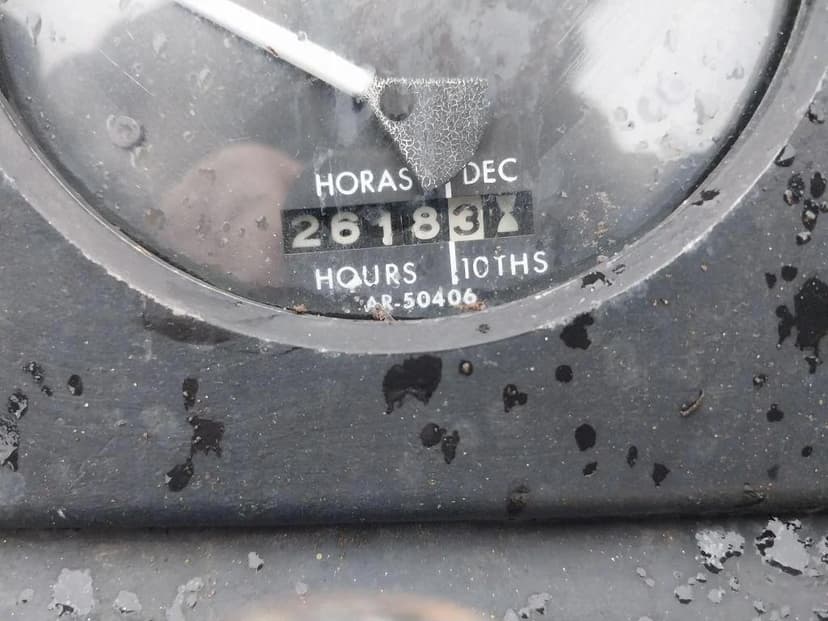 HORAS DEC
26183
HOURS 10THS
AR-50406